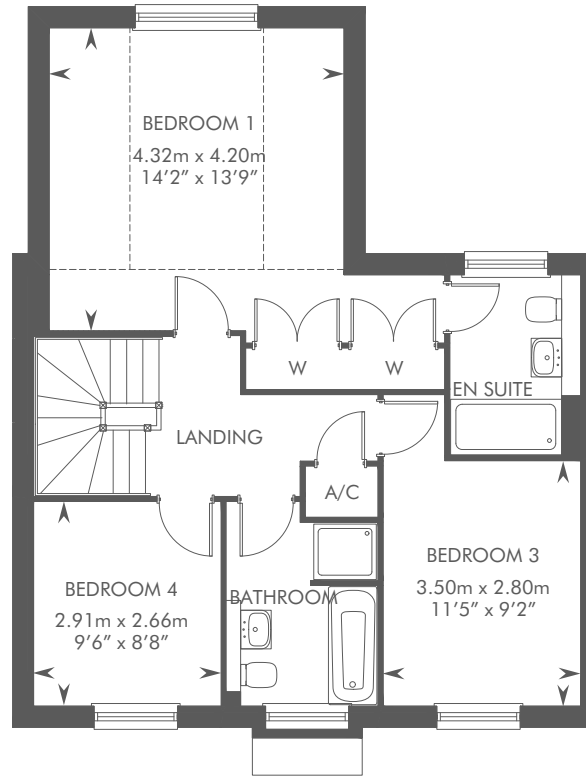 BEDROOM 1
4.32m x 4.20m
14’2” x 13’9”
W
W
EN SUITE
LANDING
A/C
BEDROOM 3
3.50m x 2.80m
11’5” x 9’2”
BEDROOM 4
2.91m x 2.66m
9’6” x 8’8”
BATHROOM